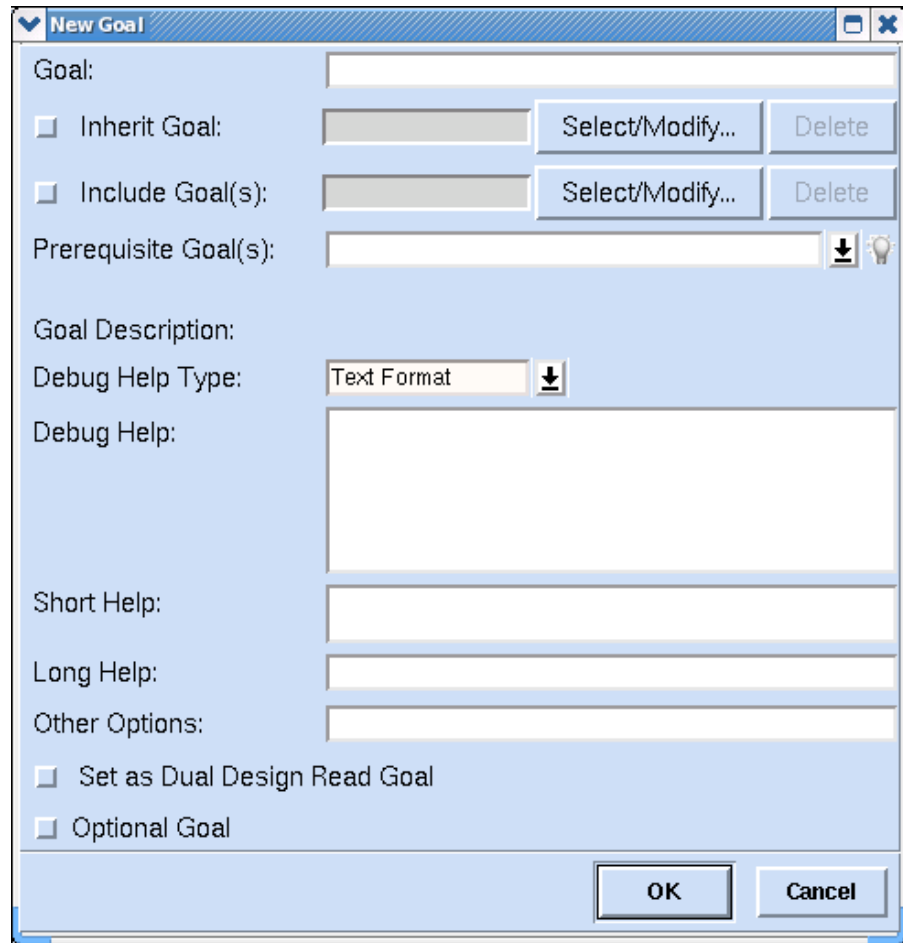 New Goal
Goal:
Inherit Goal: Select/Modify... Delete
Include Goal(s): Select/Modify... Delete
Prerequisite Goal(s):
Goal Description:
Debug Help Type: Text Format
Debug Help:
Short Help:
Long Help:
Other Options:
Set as Dual Design Read Goal
Optional Goal
OK Cancel